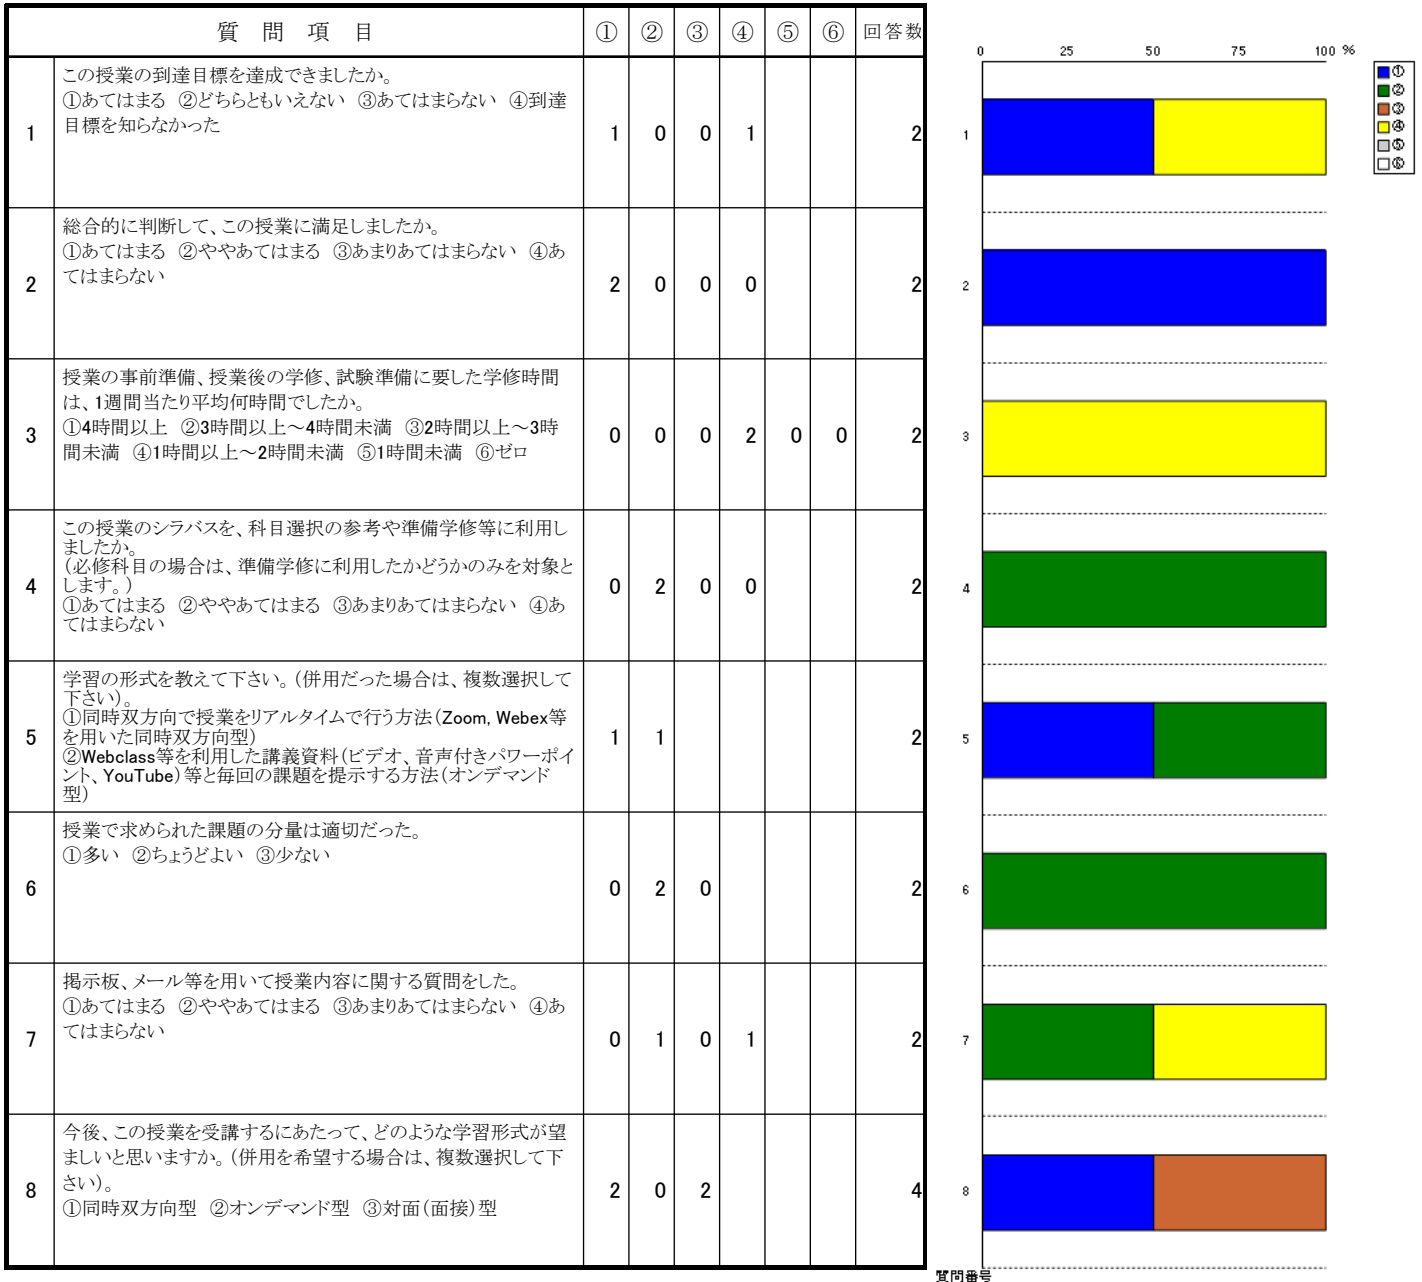 質 問 項 目 ① ② ③ ④ ⑤ ⑥ 回答数
1 この授業の到達目標を達成できましたか。
①あてはまる ②どちらともいえない ③あてはまらない ④到達
目標を知らなかった
1 0 0 1 2
2 総合的に判断して、この授業に満足しましたか。
①あてはまる ②ややあてはまる ③あまりあてはまらない ④あ
てはまらない
2 0 0 0 2
3 授業の事前準備、授業後の学修、試験準備に要した学修時間
は、1週間当たり平均何時間でしたか。
①4時間以上 ②3時間以上～4時間未満 ③2時間以上～3時
間未満 ④1時間以上～2時間未満 ⑤1時間未満 ⑥ゼロ
0 0 0 2 0 0 2
4 この授業のシラバスを、科目選択の参考や準備学修等に利用し
ましたか。
(必修科目の場合は、準備学修に利用したかどうかのみを対象と
します。)
①あてはまる ②ややあてはまる ③あまりあてはまらない ④あ
てはまらない
0 2 0 0 2
5 学習の形式を教えて下さい。(併用だった場合は、複数選択して
下さい)。
①同時双方向で授業をリアルタイムで行う方法(Zoom, Webex等
を用いた同時双方向型)
②Webclass等を利用した講義資料(ビデオ、音声付きパワーポイ
ント、YouTube)等と毎回の課題を提示する方法(オンデマンド
型)
1 1 2
6 授業で求められた課題の分量は適切だった。
①多い ②ちょうどよい ③少ない
0 2 0 2
7 掲示板、メール等を用いて授業内容に関する質問をした。
①あてはまる ②ややあてはまる ③あまりあてはまらない ④あ
てはまらない
0 1 0 1 2
8 今後、この授業を受講するにあたって、どのような学習形式が望
ましいと思いますか。(併用を希望する場合は、複数選択して下
さい)。
①同時双方向型 ②オンデマンド型 ③対面(面接)型
2 0 2 4
0 25 50 75 100 %
①
②
③
④
⑤
⑥
1
2
3
4
5
6
7
8
質問番号